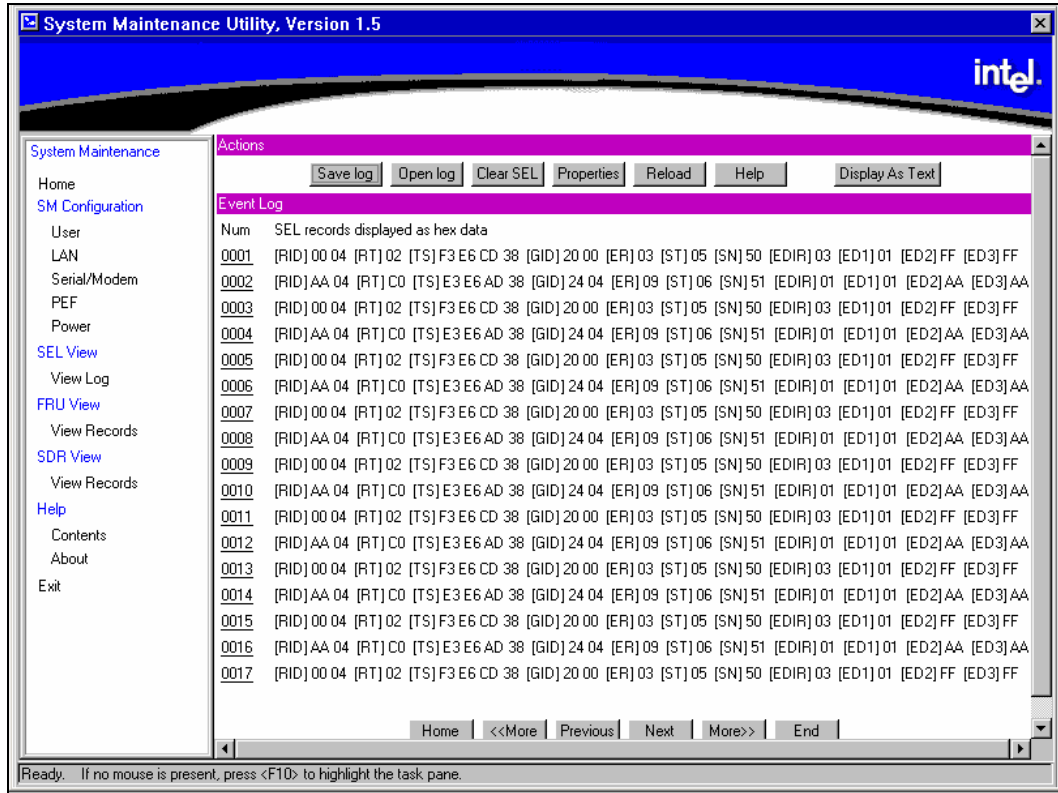 System Maintenance Utility, Version 1.5
intel.
System Maintenance
Home
SM Configuration
User
LAN
Serial/Modem
PEF
Power
SEL View
View Log
FRU View
View Records
SDR View
View Records
Help
Contents
About
Exit
Actions
Save log Open log Clear SEL Properties Reload Help Display As Text
Event Log
Num SEL records displayed as hex data
0001 [RID] 00 04 [RT] 02 [TS] F3 E6 CD 38 [GID] 20 00 [ER] 03 [ST] 05 [SN] 50 [EDIR] 03 [ED1] 01 [ED2] FF [ED3] FF
0002 [RID] AA 04 [RT] C0 [TS] E3 E6 AD 38 [GID] 24 04 [ER] 09 [ST] 06 [SN] 51 [EDIR] 01 [ED1] 01 [ED2] AA [ED3] AA
0003 [RID] 00 04 [RT] 02 [TS] F3 E6 CD 38 [GID] 20 00 [ER] 03 [ST] 05 [SN] 50 [EDIR] 03 [ED1] 01 [ED2] FF [ED3] FF
0004 [RID] AA 04 [RT] C0 [TS] E3 E6 AD 38 [GID] 24 04 [ER] 09 [ST] 06 [SN] 51 [EDIR] 01 [ED1] 01 [ED2] AA [ED3] AA
0005 [RID] 00 04 [RT] 02 [TS] F3 E6 CD 38 [GID] 20 00 [ER] 03 [ST] 05 [SN] 50 [EDIR] 03 [ED1] 01 [ED2] FF [ED3] FF
0006 [RID] AA 04 [RT] C0 [TS] E3 E6 AD 38 [GID] 24 04 [ER] 09 [ST] 06 [SN] 51 [EDIR] 01 [ED1] 01 [ED2] AA [ED3] AA
0007 [RID] 00 04 [RT] 02 [TS] F3 E6 CD 38 [GID] 20 00 [ER] 03 [ST] 05 [SN] 50 [EDIR] 03 [ED1] 01 [ED2] FF [ED3] FF
0008 [RID] AA 04 [RT] C0 [TS] E3 E6 AD 38 [GID] 24 04 [ER] 09 [ST] 06 [SN] 51 [EDIR] 01 [ED1] 01 [ED2] AA [ED3] AA
0009 [RID] 00 04 [RT] 02 [TS] F3 E6 CD 38 [GID] 20 00 [ER] 03 [ST] 05 [SN] 50 [EDIR] 03 [ED1] 01 [ED2] FF [ED3] FF
0010 [RID] AA 04 [RT] C0 [TS] E3 E6 AD 38 [GID] 24 04 [ER] 09 [ST] 06 [SN] 51 [EDIR] 01 [ED1] 01 [ED2] AA [ED3] AA
0011 [RID] 00 04 [RT] 02 [TS] F3 E6 CD 38 [GID] 20 00 [ER] 03 [ST] 05 [SN] 50 [EDIR] 03 [ED1] 01 [ED2] FF [ED3] FF
0012 [RID] AA 04 [RT] C0 [TS] E3 E6 AD 38 [GID] 24 04 [ER] 09 [ST] 06 [SN] 51 [EDIR] 01 [ED1] 01 [ED2] AA [ED3] AA
0013 [RID] 00 04 [RT] 02 [TS] F3 E6 CD 38 [GID] 20 00 [ER] 03 [ST] 05 [SN] 50 [EDIR] 03 [ED1] 01 [ED2] FF [ED3] FF
0014 [RID] AA 04 [RT] C0 [TS] E3 E6 AD 38 [GID] 24 04 [ER] 09 [ST] 06 [SN] 51 [EDIR] 01 [ED1] 01 [ED2] AA [ED3] AA
0015 [RID] 00 04 [RT] 02 [TS] F3 E6 CD 38 [GID] 20 00 [ER] 03 [ST] 05 [SN] 50 [EDIR] 03 [ED1] 01 [ED2] FF [ED3] FF
0016 [RID] AA 04 [RT] C0 [TS] E3 E6 AD 38 [GID] 24 04 [ER] 09 [ST] 06 [SN] 51 [EDIR] 01 [ED1] 01 [ED2] AA [ED3] AA
0017 [RID] 00 04 [RT] 02 [TS] F3 E6 CD 38 [GID] 20 00 [ER] 03 [ST] 05 [SN] 50 [EDIR] 03 [ED1] 01 [ED2] FF [ED3] FF
Home <<More Previous Next More>> End
Ready. If no mouse is present, press <F10> to highlight the task pane.